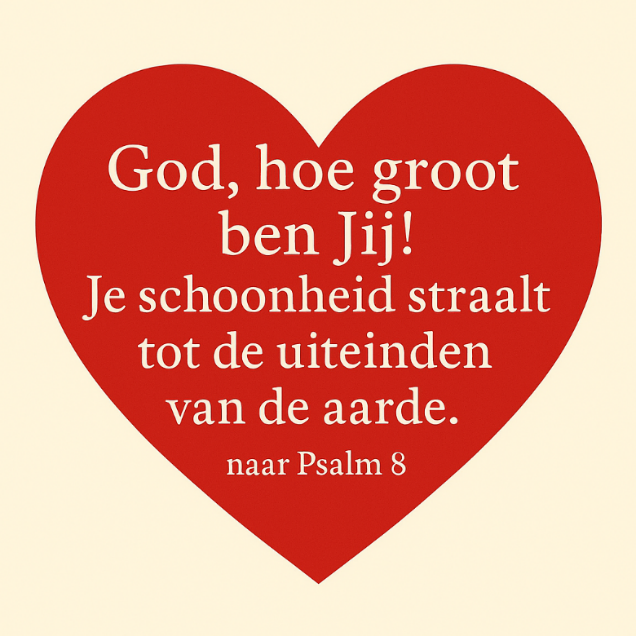 God, hoe groot
ben Jij!
Je schoonheid straalt
tot de uiteinden
van de aarde.
naar Psalm 8